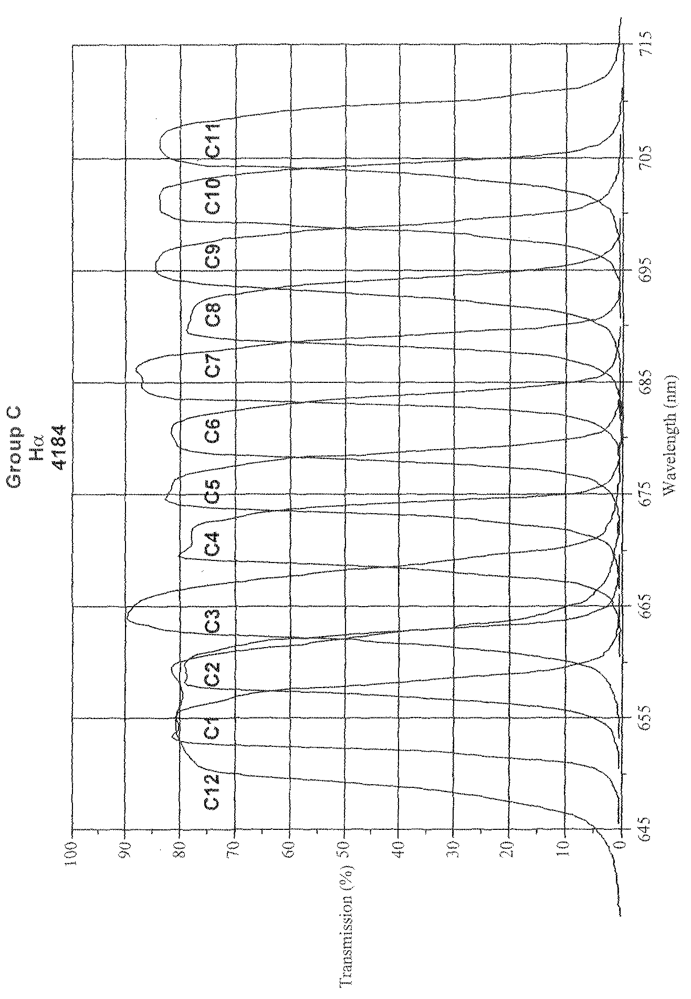 Group C
Hα
4184
100
90
80
70
60
50
40
30
20
10
0
Transmission (%)
C12
C1
C2
C3
C4
C5
C6
C7
C8
C9
C10
C11
645
655
665
675
685
695
705
715
Wavelength (nm)